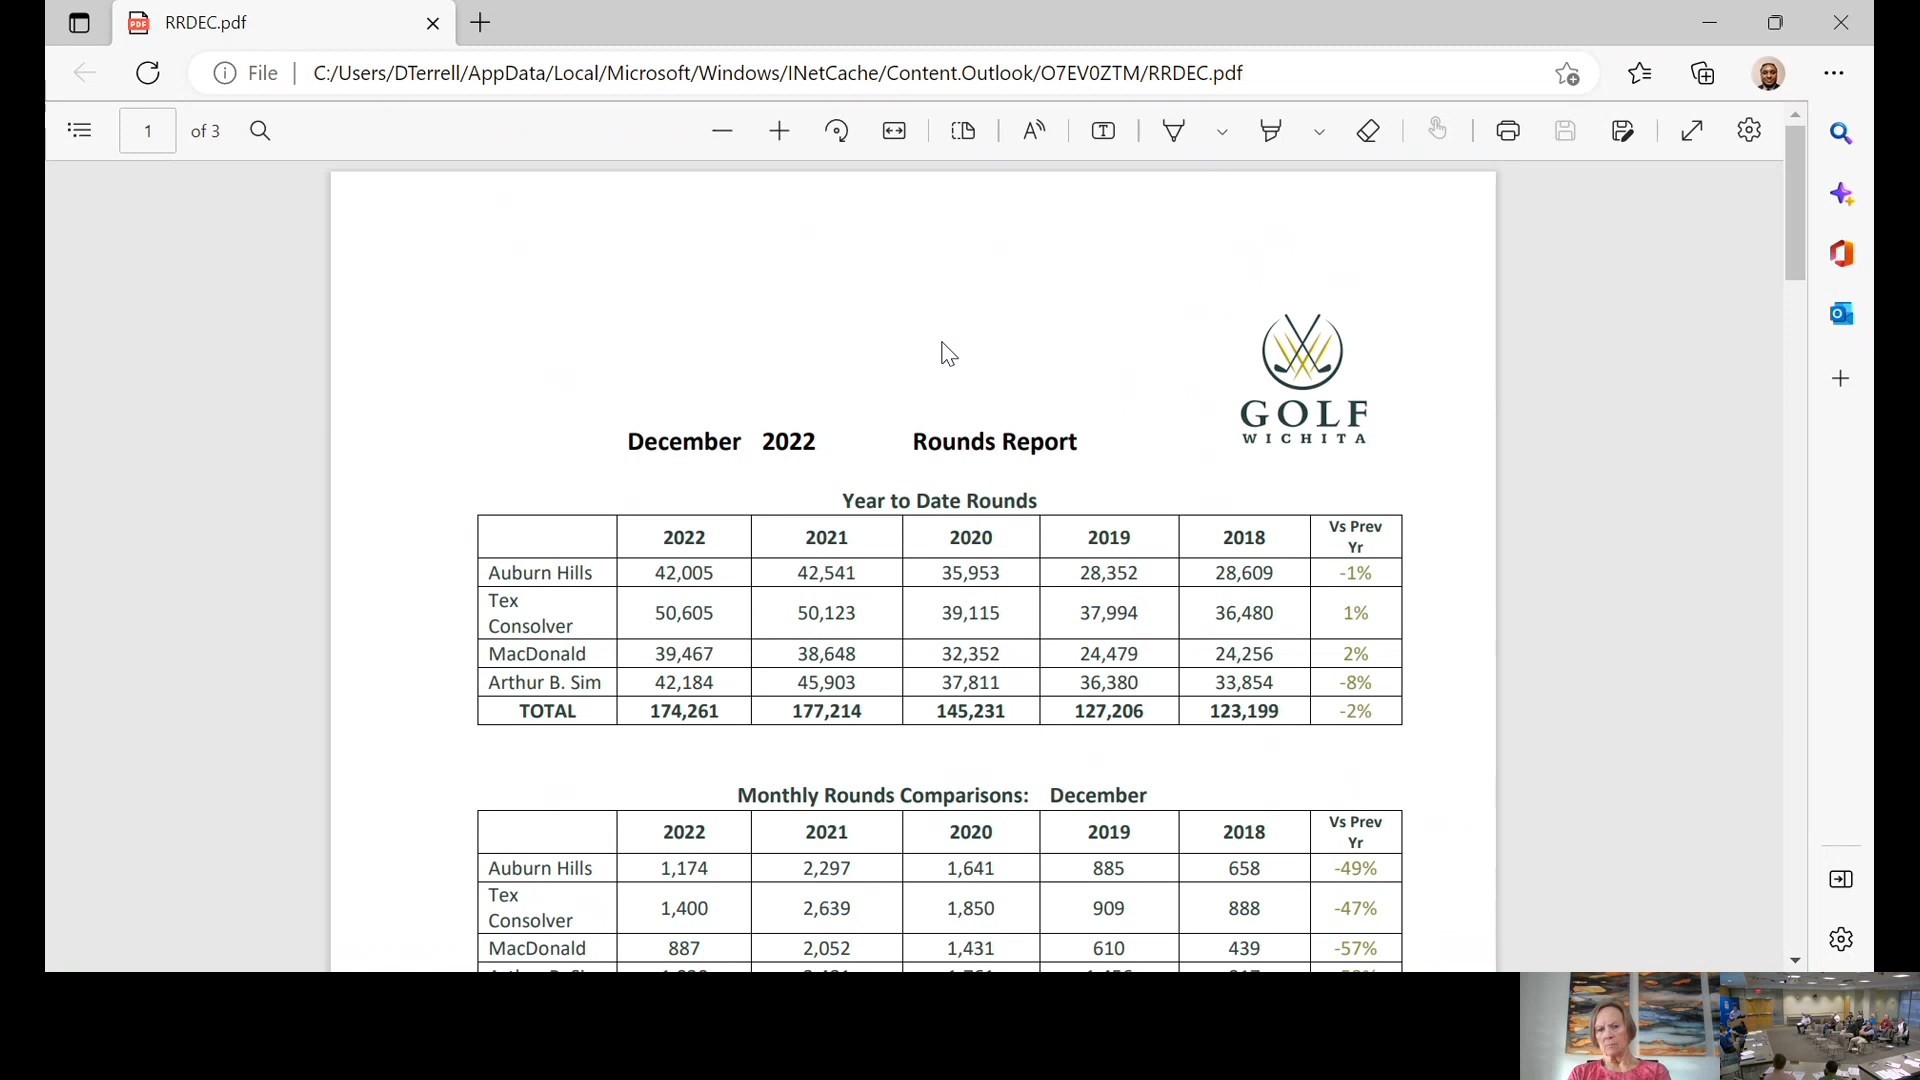 RRDEC.pdf
File
C:/Users/DTerrell/AppData/Local/Microsoft/Windows/INetCache/Content.Outlook/O7EV0ZTM/RRDEC.pdf
1 of 3
GOLF
WICHITA
December 2022 Rounds Report
Year to Date Rounds
2022 2021 2020 2019 2018 Vs Prev Yr
Auburn Hills 42,005 42,541 35,953 28,352 28,609 -1%
Tex Consolver 50,605 50,123 39,115 37,994 36,480 1%
MacDonald 39,467 38,648 32,352 24,479 24,256 2%
Arthur B. Sim 42,184 45,903 37,811 36,380 33,854 -8%
TOTAL 174,261 177,214 145,231 127,206 123,199 -2%
Monthly Rounds Comparisons: December
2022 2021 2020 2019 2018 Vs Prev Yr
Auburn Hills 1,174 2,297 1,641 885 658 -49%
Tex Consolver 1,400 2,639 1,850 909 888 -47%
MacDonald 887 2,052 1,431 610 439 -57%